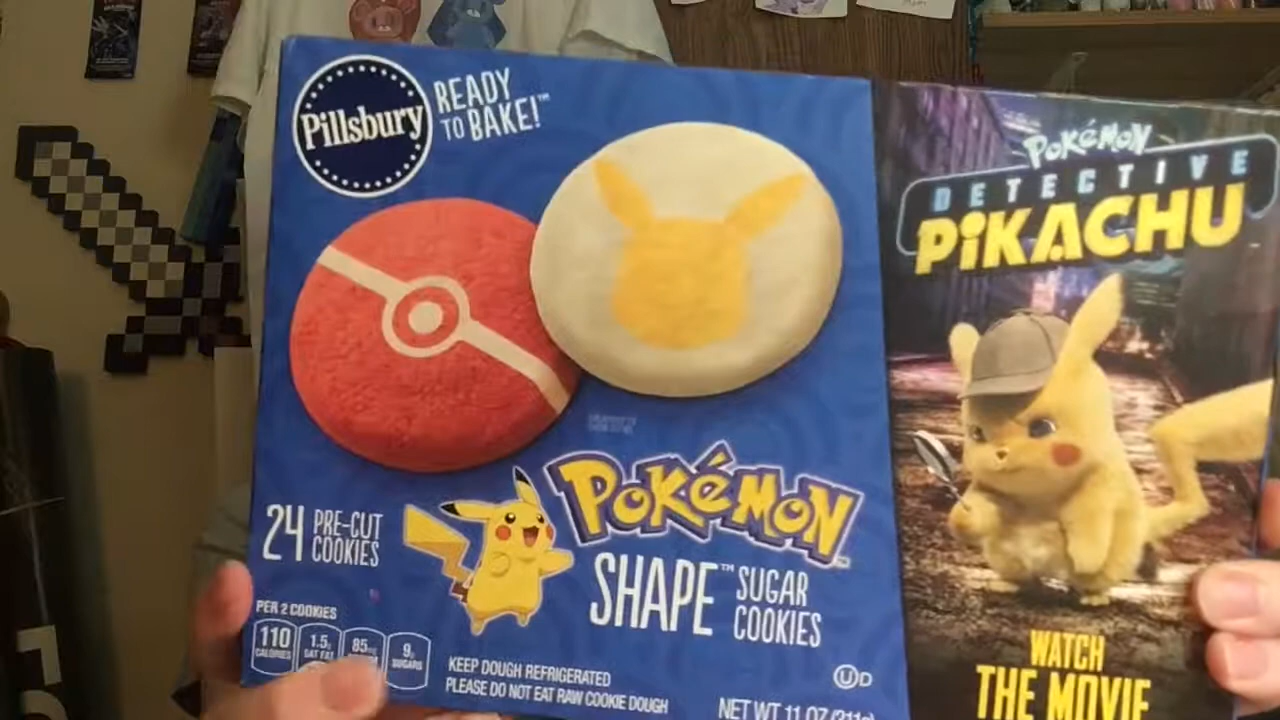 Pillsbury
READY
TO BAKE!™
POKÉMON
DETECTIVE
PIKACHU
24 PRE-CUT
COOKIES
POKÉMON
SHAPE™ SUGAR
COOKIES
PER 2 COOKIES
110
CALORIES
1.5g
SAT FAT
85mg
9g
SUGARS
KEEP DOUGH REFRIGERATED
PLEASE DO NOT EAT RAW COOKIE DOUGH
U D
NET WT 11 OZ (311g)
WATCH
THE MOVIE